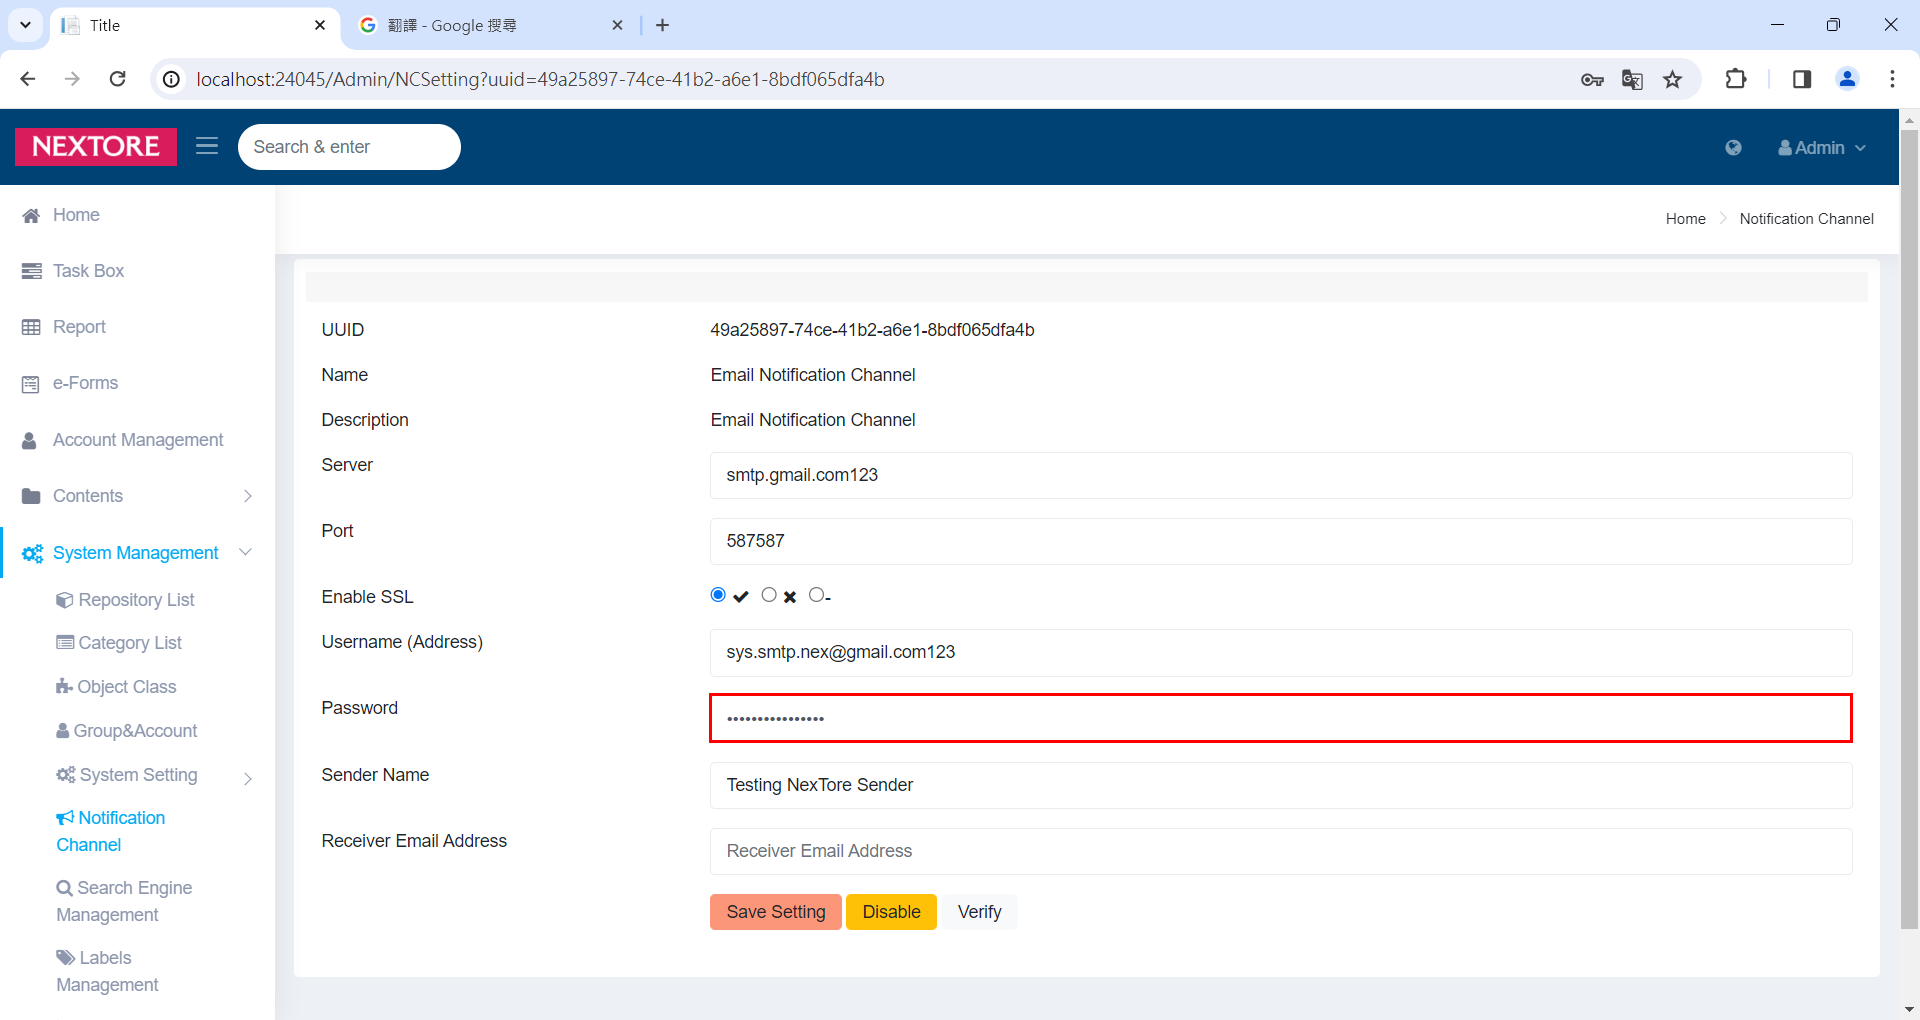 Title
翻譯 - Google 搜尋
localhost:24045/Admin/NCSetting?uuid=49a25897-74ce-41b2-a6e1-8bdf065dfa4b
NEXTORE
Search & enter
Admin
Home
Home
Notification Channel
Task Box
Report
e-Forms
Account Management
Contents
System Management
Repository List
Category List
Object Class
Group&Account
System Setting
Notification
Channel
Search Engine
Management
Labels
Management
UUID
49a25897-74ce-41b2-a6e1-8bdf065dfa4b
Name
Email Notification Channel
Description
Email Notification Channel
Server
smtp.gmail.com123
Port
587587
Enable SSL
-
Username (Address)
sys.smtp.nex@gmail.com123
Password
••••••••••••••••
Sender Name
Testing NexTore Sender
Receiver Email Address
Receiver Email Address
Save Setting
Disable
Verify